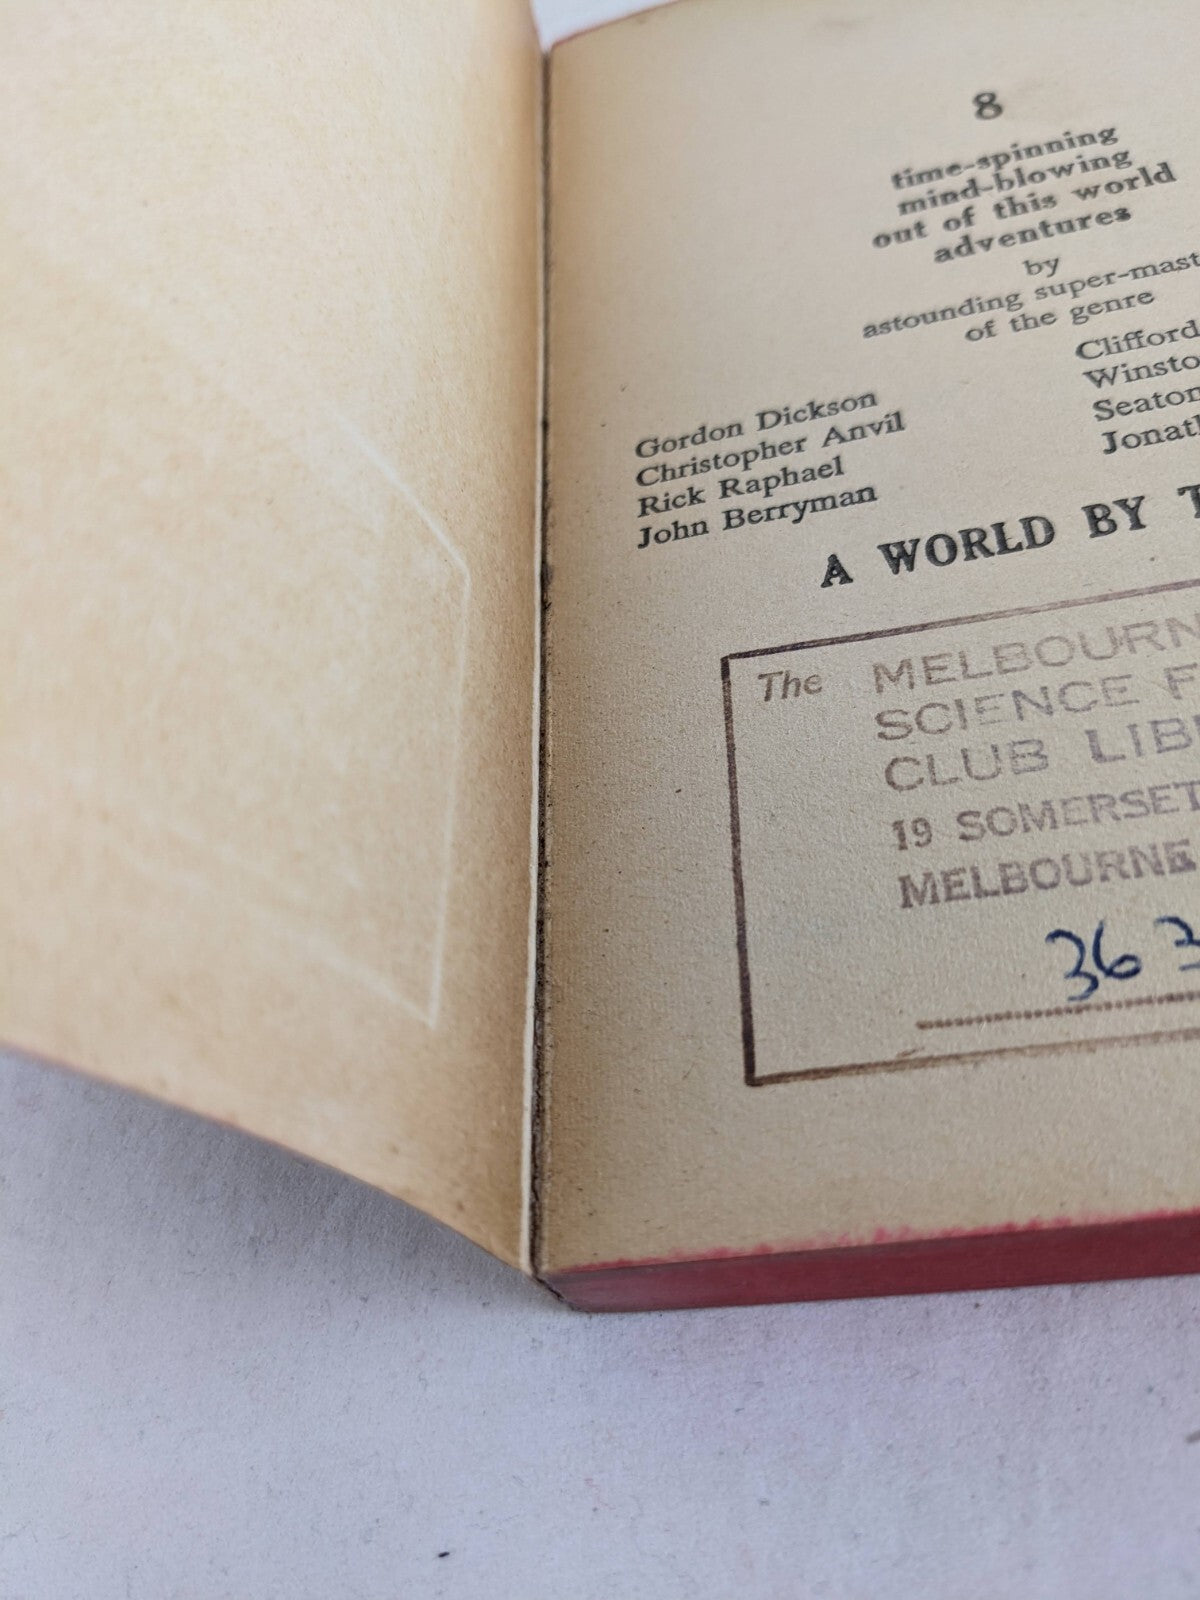 8
time-spinning
mind-blowing
out of this world
adventures
by
astounding super-mast
of the genre
Gordon Dickson
Christopher Anvil
Rick Raphael
John Berryman
Clifford
Winsto
Seaton
Jonath
A WORLD BY T
The MELBOURN
SCIENCE F
CLUB LIB
19 SOMERSET
MELBOURNE
363